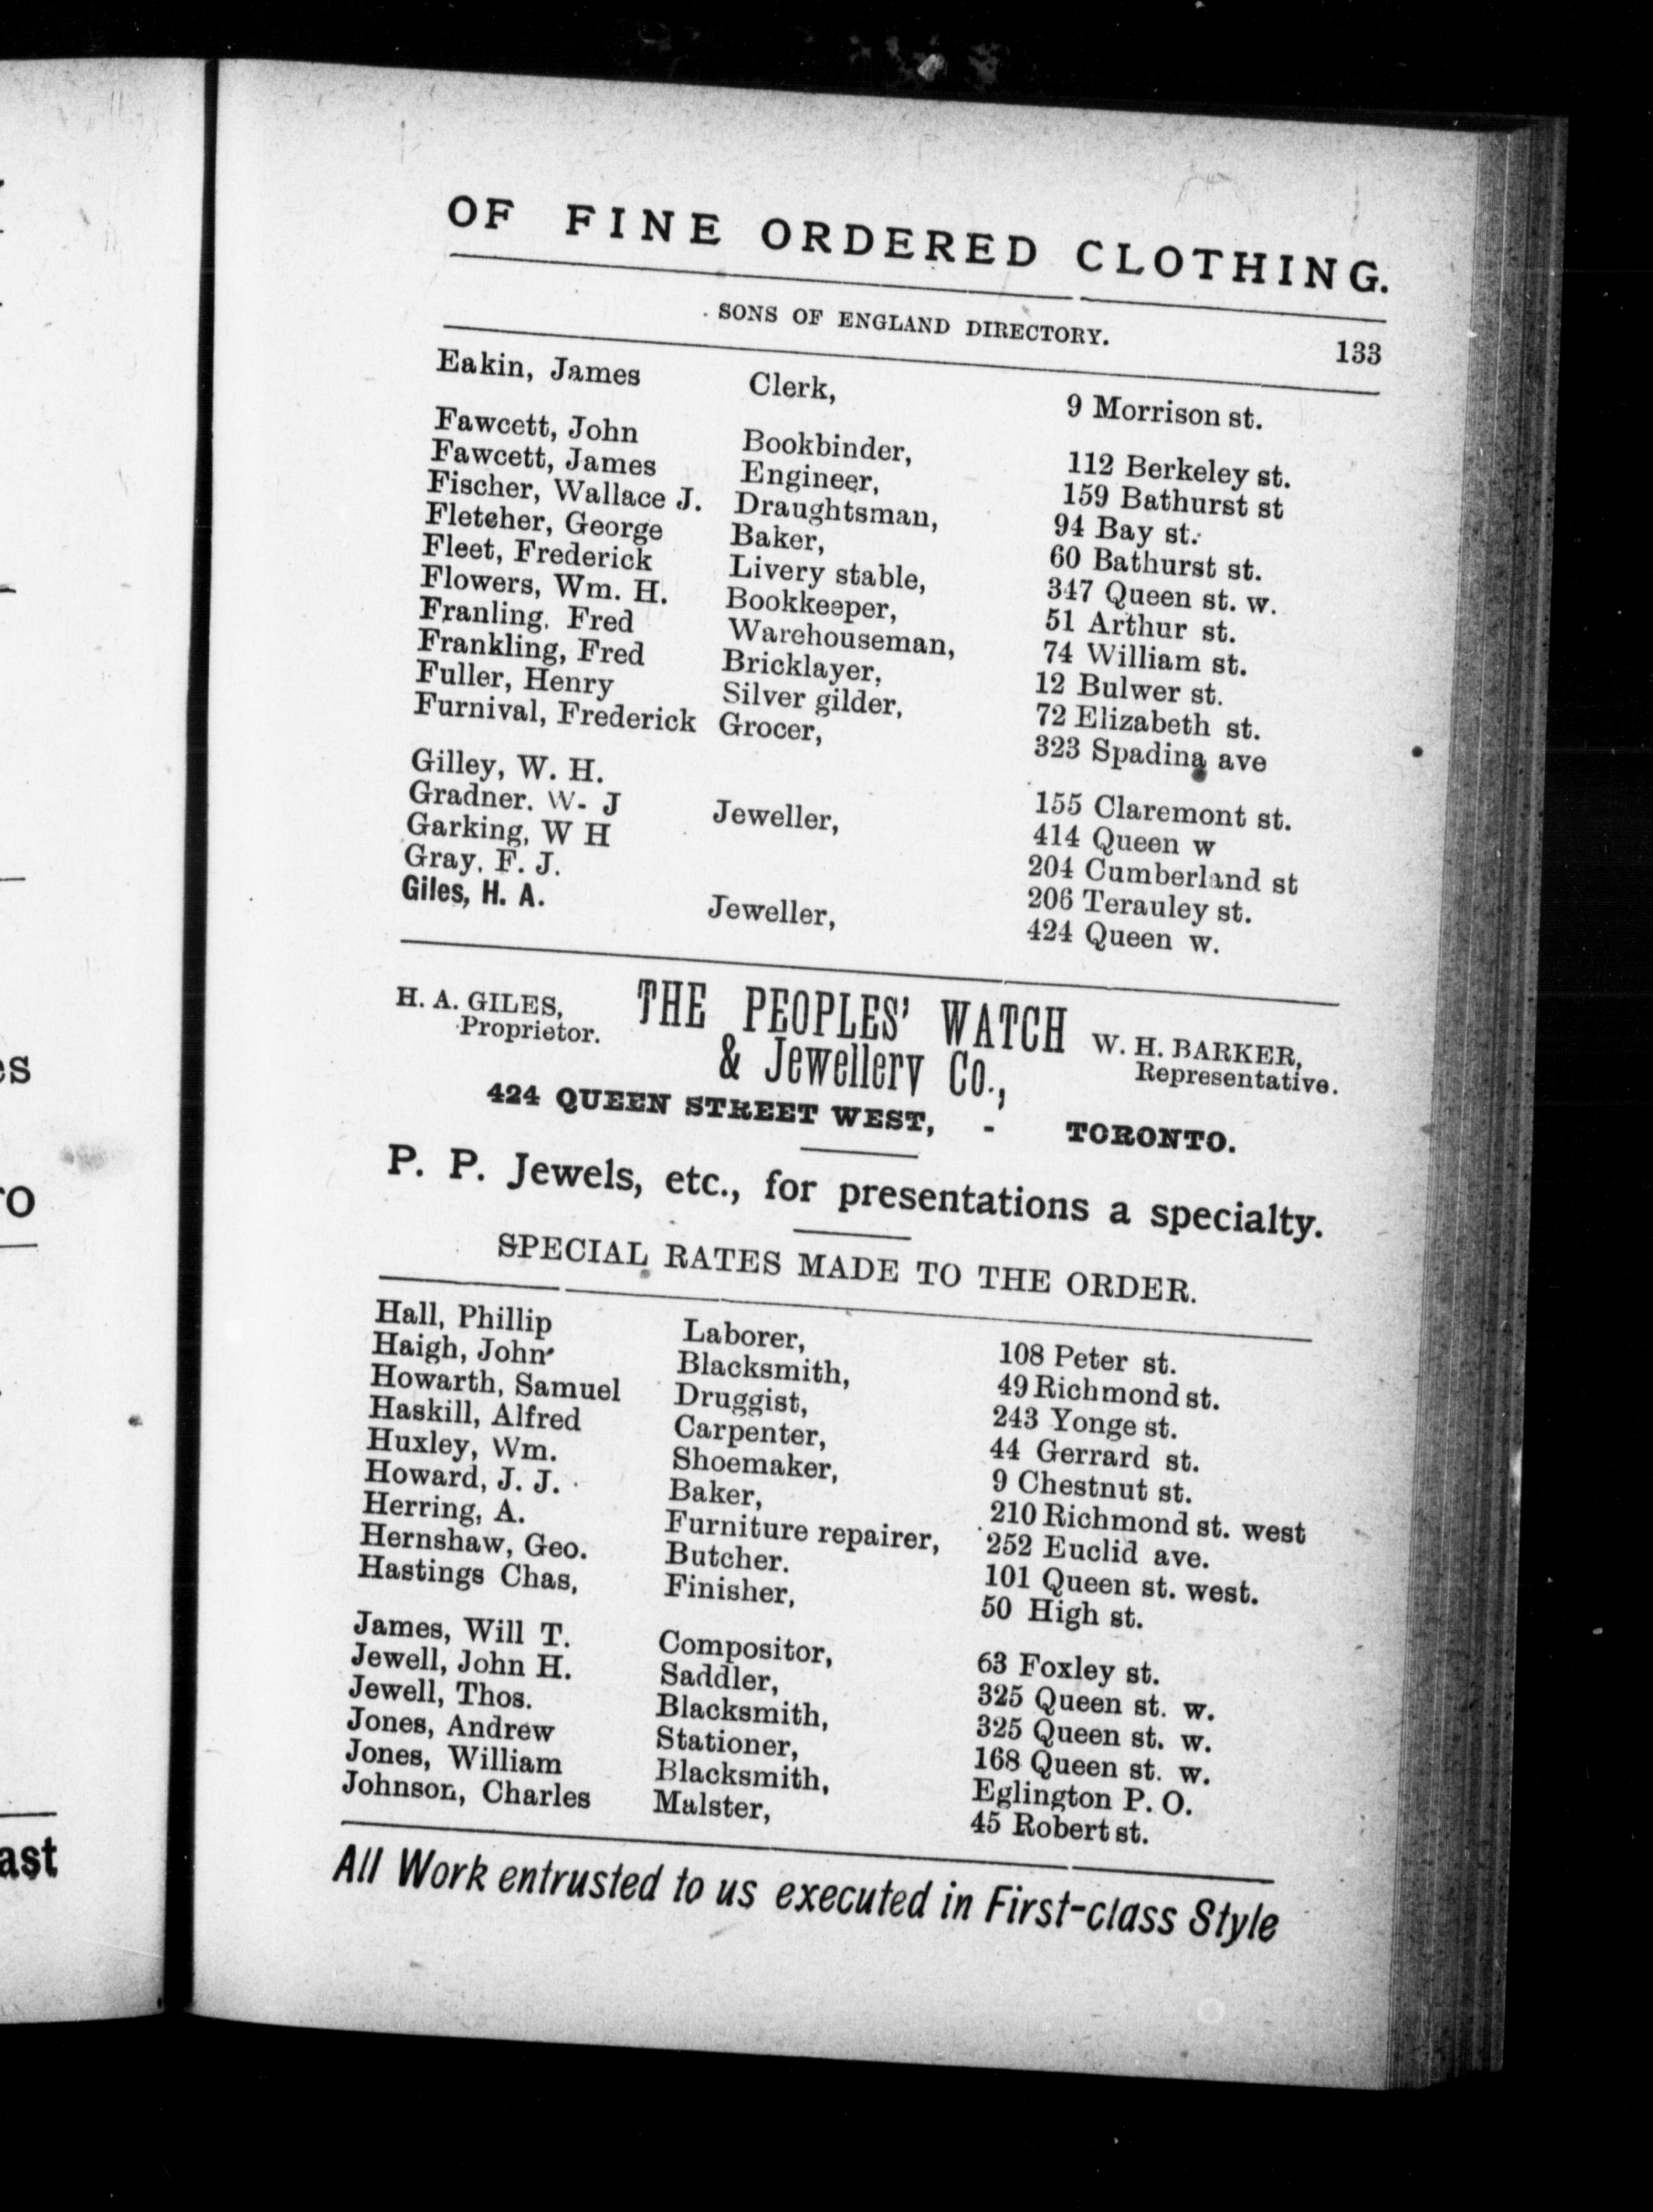 OF FINE ORDERED CLOTHING.
SONS OF ENGLAND DIRECTORY. 133
Eakin, James Clerk, 9 Morrison st.
Fawcett, John Bookbinder, 112 Berkeley st.
Fawcett, James Engineer, 159 Bathurst st
Fischer, Wallace J. Draughtsman, 94 Bay st.
Fletcher, George Baker, 60 Bathurst st.
Fleet, Frederick Livery stable, 347 Queen st. w.
Flowers, Wm. H. Bookkeeper, 51 Arthur st.
Franling, Fred Warehouseman, 74 William st.
Frankling, Fred Bricklayer, 12 Bulwer st.
Fuller, Henry Silver gilder, 72 Elizabeth st.
Furnival, Frederick Grocer, 323 Spadina ave
Gilley, W. H. 155 Claremont st.
Gradner. W. J Jeweller, 414 Queen w
Garking, W H 204 Cumberland st
Gray, F. J. 206 Terauley st.
Giles, H. A. Jeweller, 424 Queen w.
H. A. GILES, THE PEOPLES' WATCH W. H. BARKER,
Proprietor. & Jewellery Co., Representative.
424 QUEEN STREET WEST, - TORONTO.
P. P. Jewels, etc., for presentations a specialty.
SPECIAL RATES MADE TO THE ORDER.
Hall, Phillip Laborer, 108 Peter st.
Haigh, John Blacksmith, 49 Richmond st.
Howarth, Samuel Druggist, 243 Yonge st.
Haskill, Alfred Carpenter, 44 Gerrard st.
Huxley, Wm. Shoemaker, 9 Chestnut st.
Howard, J. J. Baker, 210 Richmond st. west
Herring, A. Furniture repairer, 252 Euclid ave.
Hernshaw, Geo. Butcher. 101 Queen st. west.
Hastings Chas, Finisher, 50 High st.
James, Will T. Compositor, 63 Foxley st.
Jewell, John H. Saddler, 325 Queen st. w.
Jewell, Thos. Blacksmith, 325 Queen st. w.
Jones, Andrew Stationer, 168 Queen st. w.
Jones, William Blacksmith, Eglington P. O.
Johnson, Charles Malster, 45 Robert st.
All Work entrusted to us executed in First-class Style